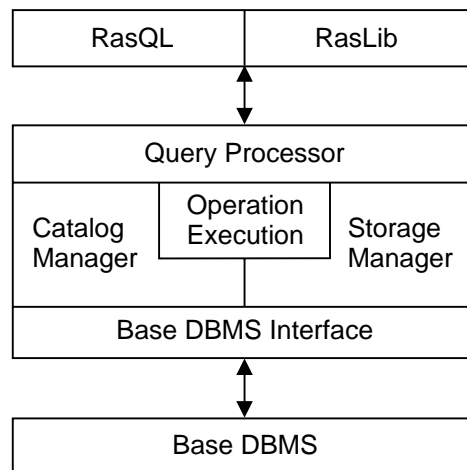 RasQL
RasLib
Query Processor
Operation
Execution
Catalog
Manager
Storage
Manager
Base DBMS Interface
Base DBMS